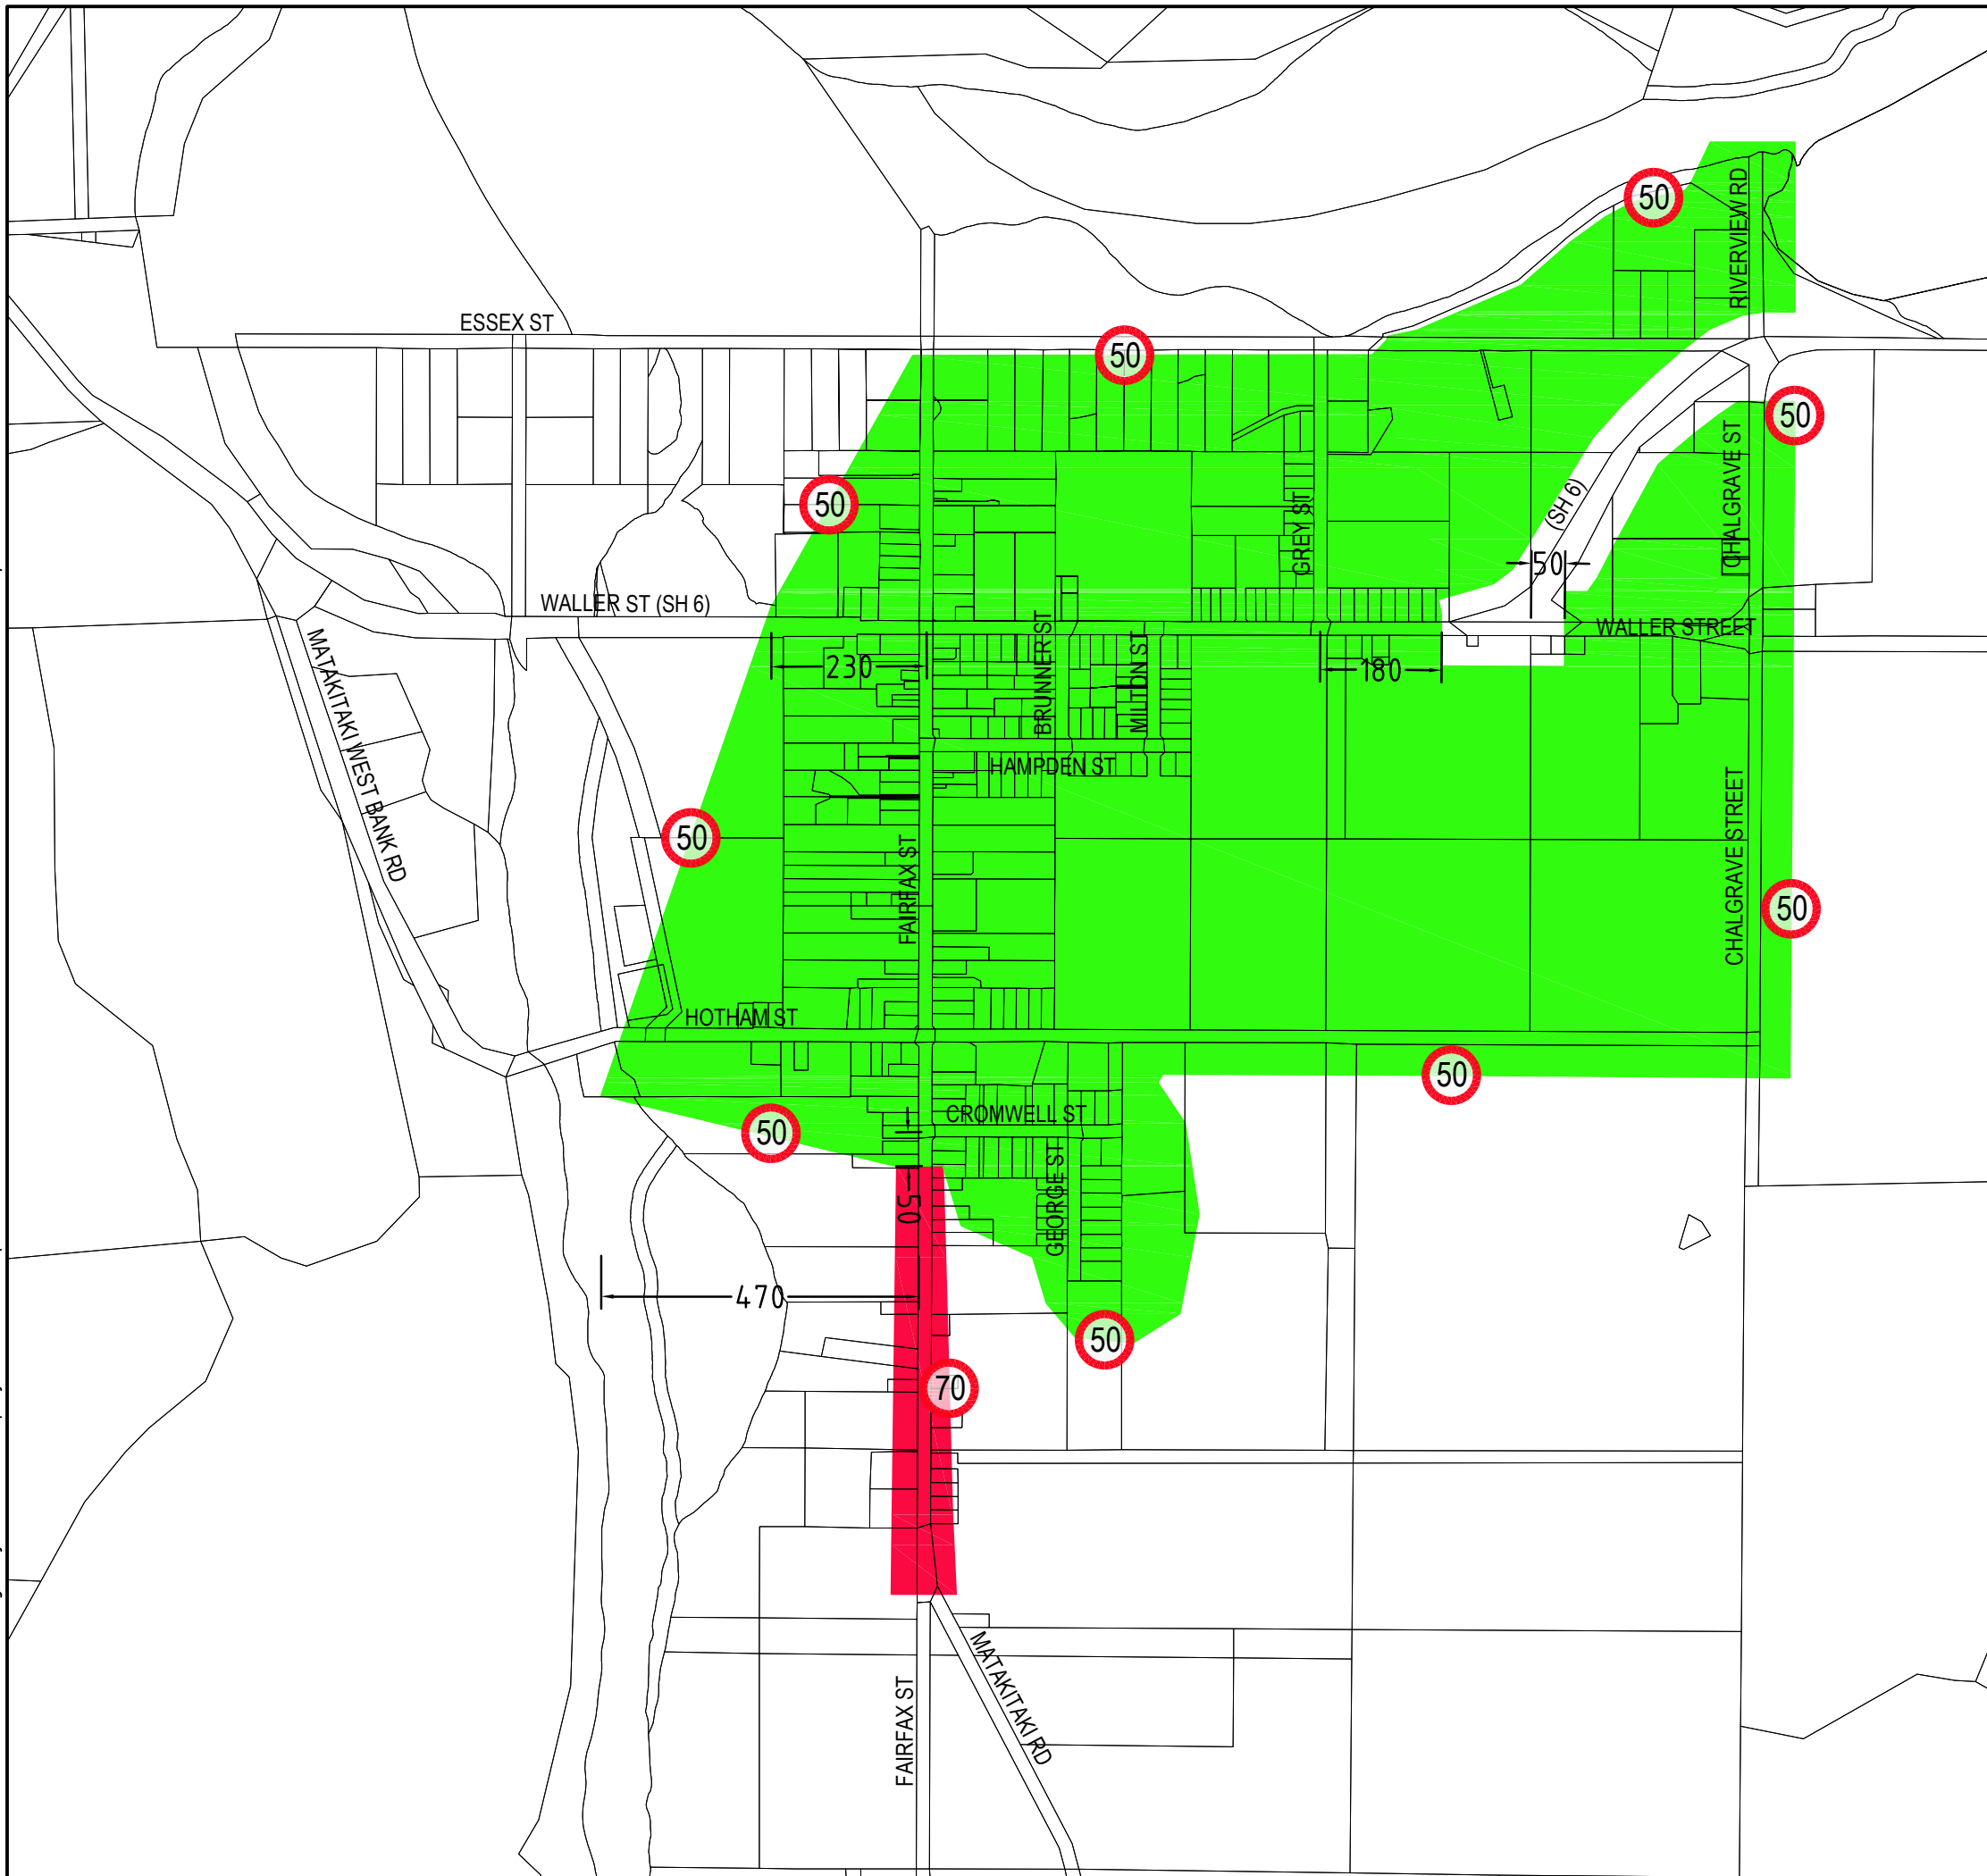 50
RIVERVIEW RD
ESSEX ST
50
50
CHALGRAVE ST
50
GREY ST
(SH 6)
50
WALLER ST (SH 6)
WALLER STREET
MATAKITAKI WEST BANK RD
230
BRUNNER ST
MILTON ST
180
HAMPDEN ST
50
FAIRFAX ST
CHALGRAVE STREET
50
HOTHAM ST
50
CROMWELL ST
50
50
GEORGE ST
470
50
70
MATAKITAKI RD
FAIRFAX ST